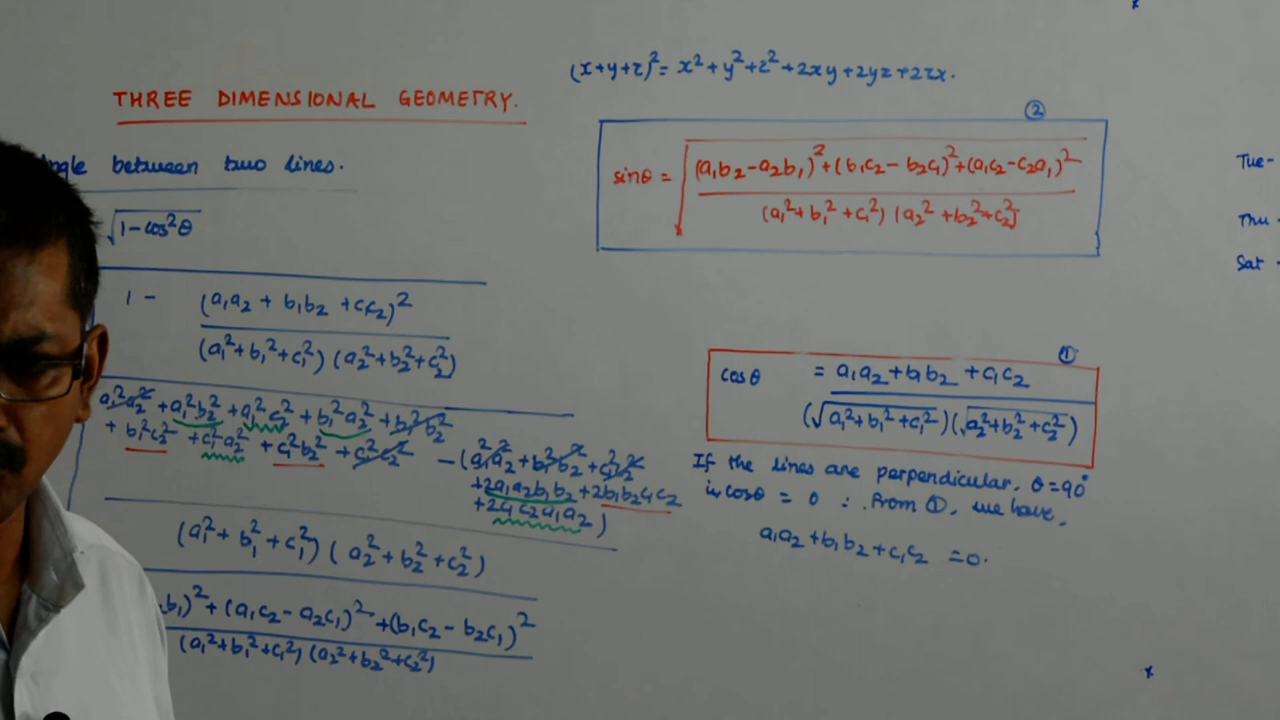 (x+y+z)² = x²+y²+z²+2xy+2yz+2zx.
THREE DIMENSIONAL GEOMETRY.
between two lines.
√(1-cos²θ)
1 - (a₁a₂ + b₁b₂ + c₁c₂)²
(a₁²+b₁²+c₁²) (a₂²+b₂²+c₂²)
a₁²a₂² + a₁²b₂² + a₁²c₂² + b₁²a₂² + b₁²b₂²
+ b₁²c₂² + c₁²a₂² + c₁²b₂² + c₁²c₂² - (a₁²a₂² + b₁²b₂² + c₁²c₂²
+2a₁a₂b₁b₂ + 2b₁b₂c₁c₂
+2c₁c₂a₁a₂)
(a₁² + b₁² + c₁²) (a₂² + b₂² + c₂²)
b₁)² + (a₁c₂ - a₂c₁)² + (b₁c₂ - b₂c₁)²
(a₁²+b₁²+c₁²) (a₂²+b₂²+c₂²)
②
sinθ = √ (a₁b₂-a₂b₁)²+(b₁c₂-b₂c₁)²+(a₁c₂-c₂a₁)²
(a₁²+b₁²+c₁²) (a₂²+b₂²+c₂²)
①
cosθ = a₁a₂+b₁b₂+c₁c₂
(√a₁²+b₁²+c₁²)(√a₂²+b₂²+c₂²)
If the lines are perpendicular, θ=90°
cosθ = 0 ∴ From ①, we have,
a₁a₂+b₁b₂+c₁c₂ =0.
Tue-
Thu -
Sat -